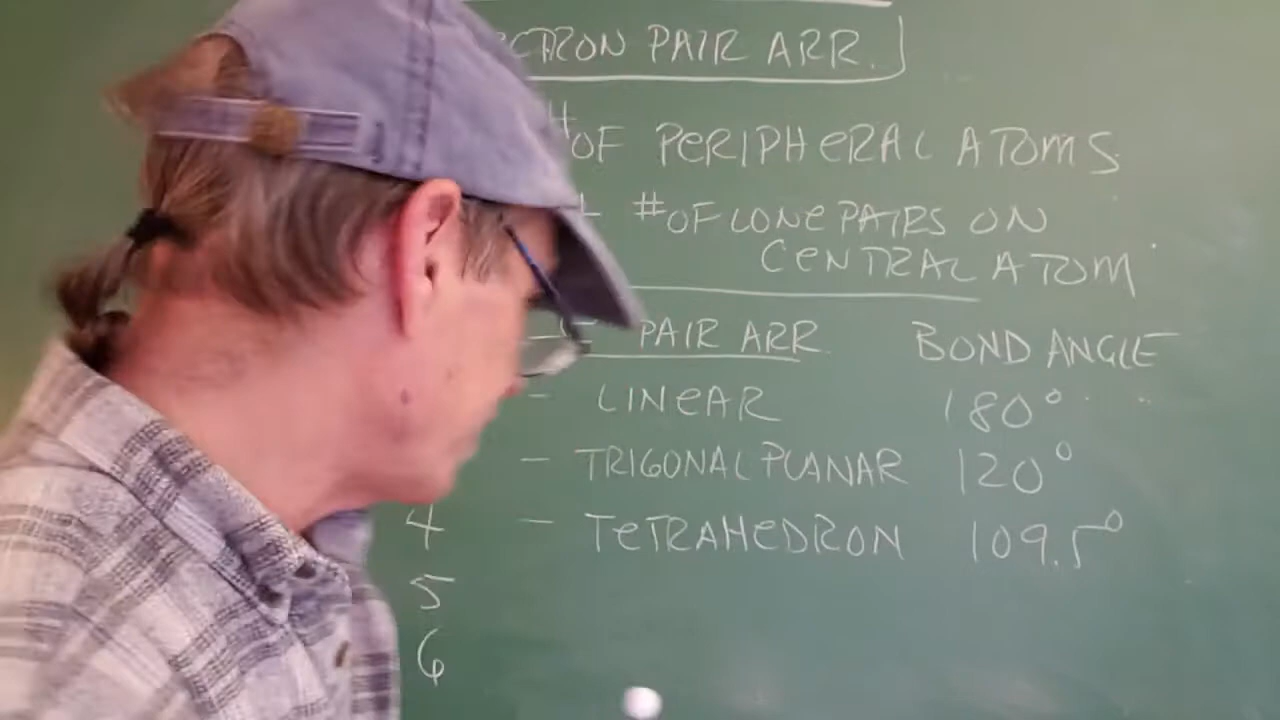 PAIR ARR.
# OF PERIPHERAL ATOMS
+ # OF LONE PAIRS ON
CENTRAL ATOM
PAIR ARR. BOND ANGLE
- LINEAR 180°
- TRIGONAL PLANAR 120°
4 - TETRAHEDRON 109.5°
5
6